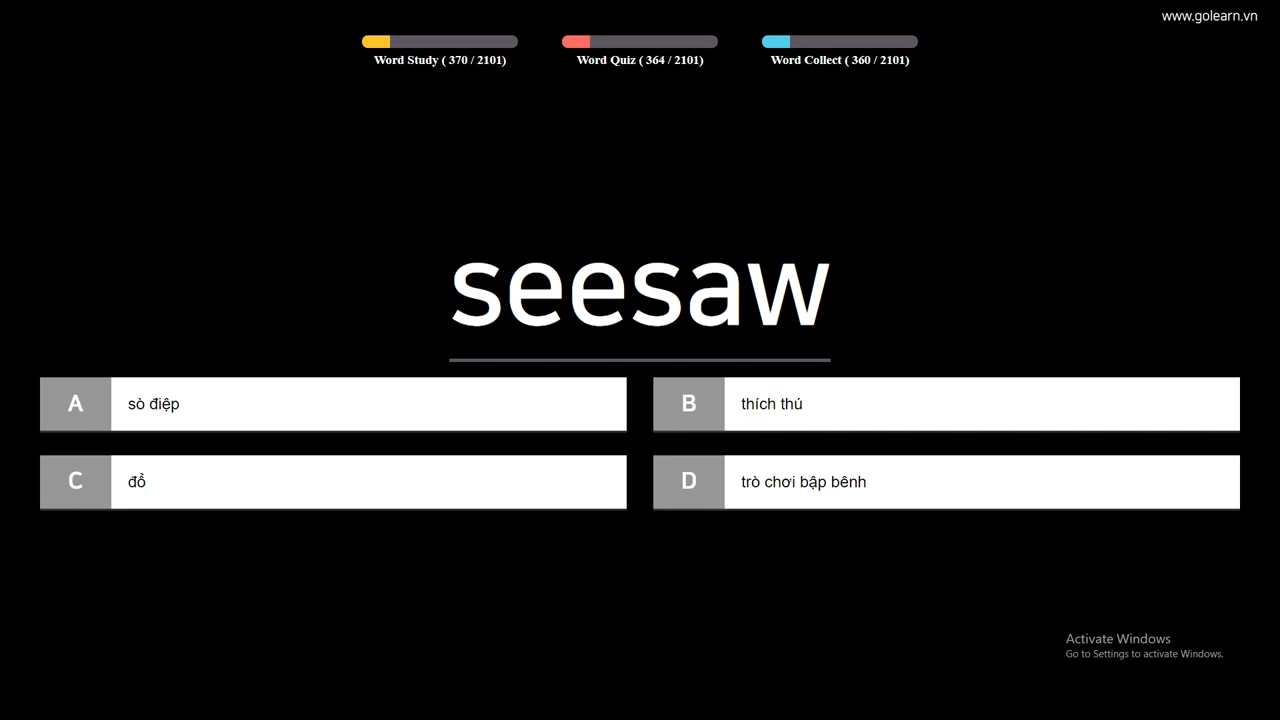 www.golearn.vn
Word Study ( 370 / 2101)
Word Quiz ( 364 / 2101)
Word Collect ( 360 / 2101)
seesaw
A sò điệp
B thích thú
C đổ
D trò chơi bập bênh
Activate Windows
Go to Settings to activate Windows.